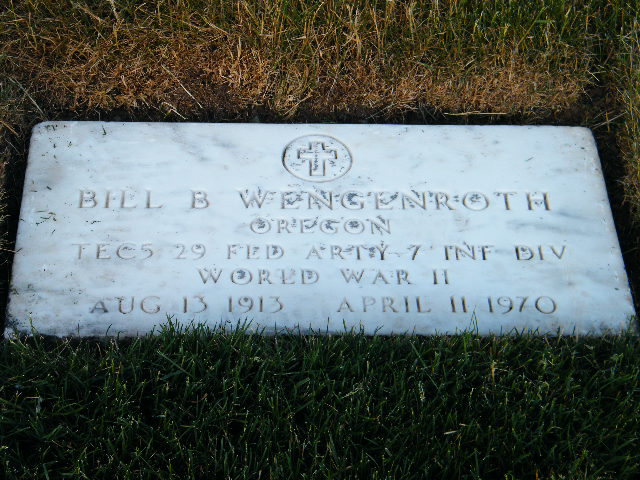 BILL B WENGENROTH
OREGON
TEC5 29 FLD ARTY 7 INF DIV
WORLD WAR II
AUG 13 1913 APRIL 11 1970